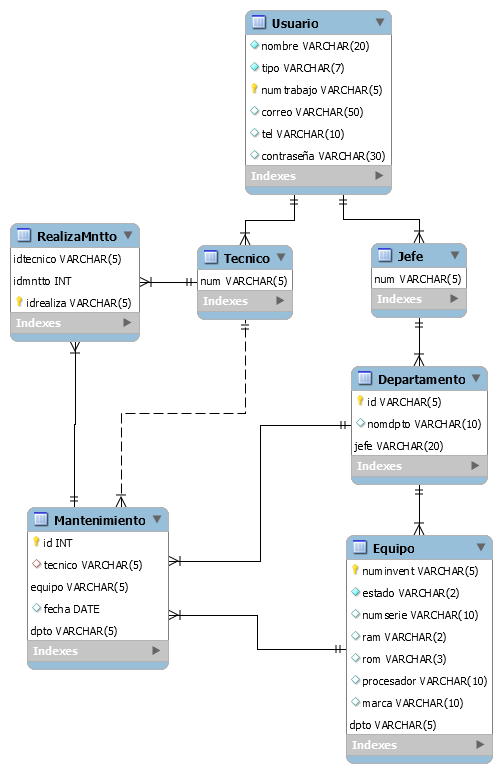 Usuario
nombre VARCHAR(20)
tipo VARCHAR(7)
numtrabajo VARCHAR(5)
correo VARCHAR(50)
tel VARCHAR(10)
contraseña VARCHAR(30)
Indexes
RealizaMntto
idtecnico VARCHAR(5)
idmntto INT
idrealiza VARCHAR(5)
Indexes
Tecnico
num VARCHAR(5)
Indexes
Jefe
num VARCHAR(5)
Indexes
Departamento
id VARCHAR(5)
nomdpto VARCHAR(10)
jefe VARCHAR(20)
Indexes
Mantenimiento
id INT
tecnico VARCHAR(5)
equipo VARCHAR(5)
fecha DATE
dpto VARCHAR(5)
Indexes
Equipo
numinvent VARCHAR(5)
estado VARCHAR(2)
numserie VARCHAR(10)
ram VARCHAR(2)
rom VARCHAR(3)
procesador VARCHAR(10)
marca VARCHAR(10)
dpto VARCHAR(5)
Indexes